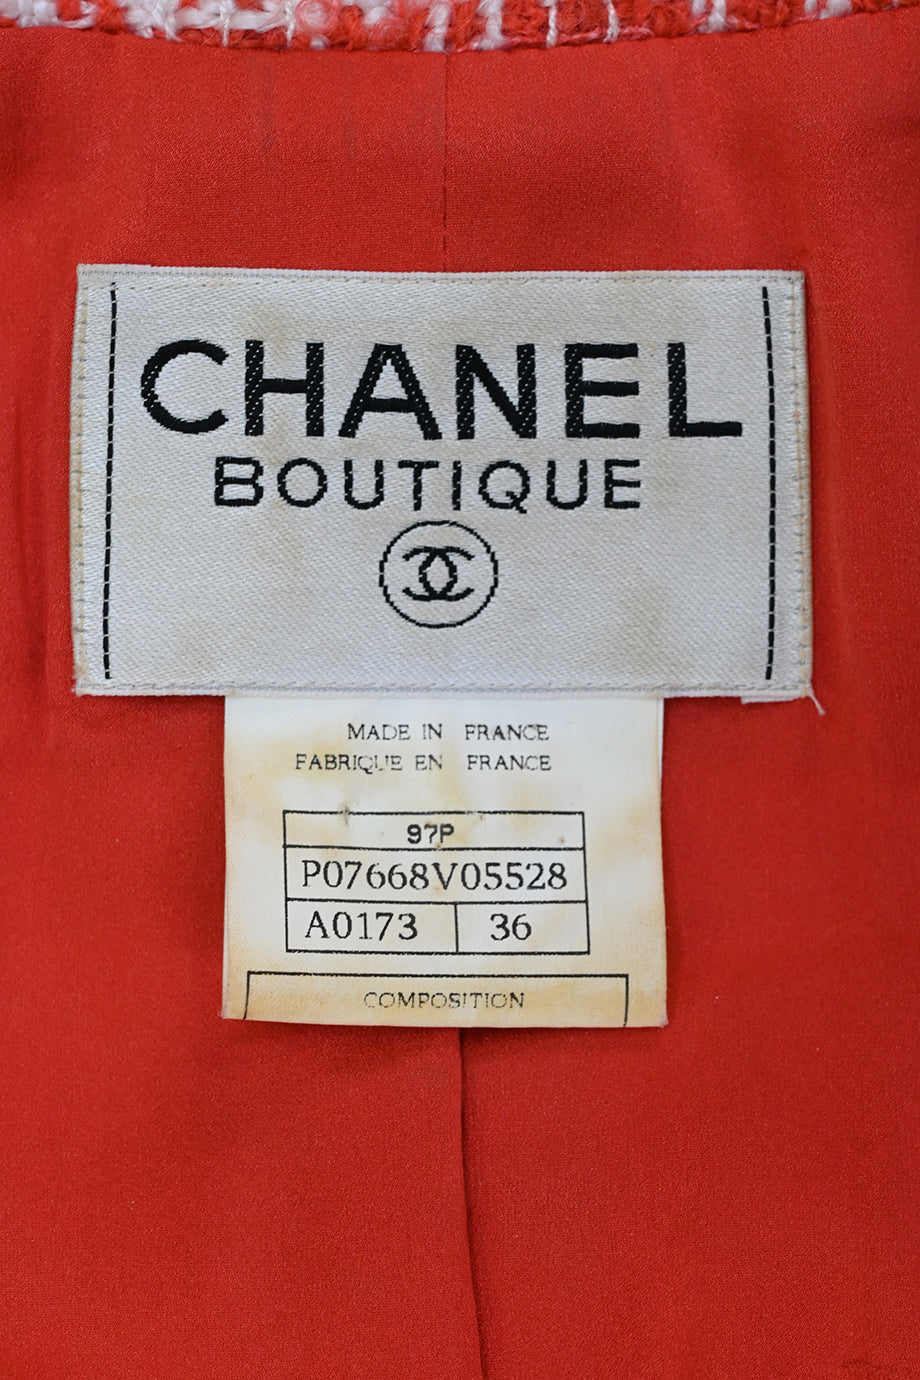 CHANEL
BOUTIQUE
MADE IN FRANCE
FABRIQUE EN FRANCE
97P
P07668V05528
A0173 36
COMPOSITION